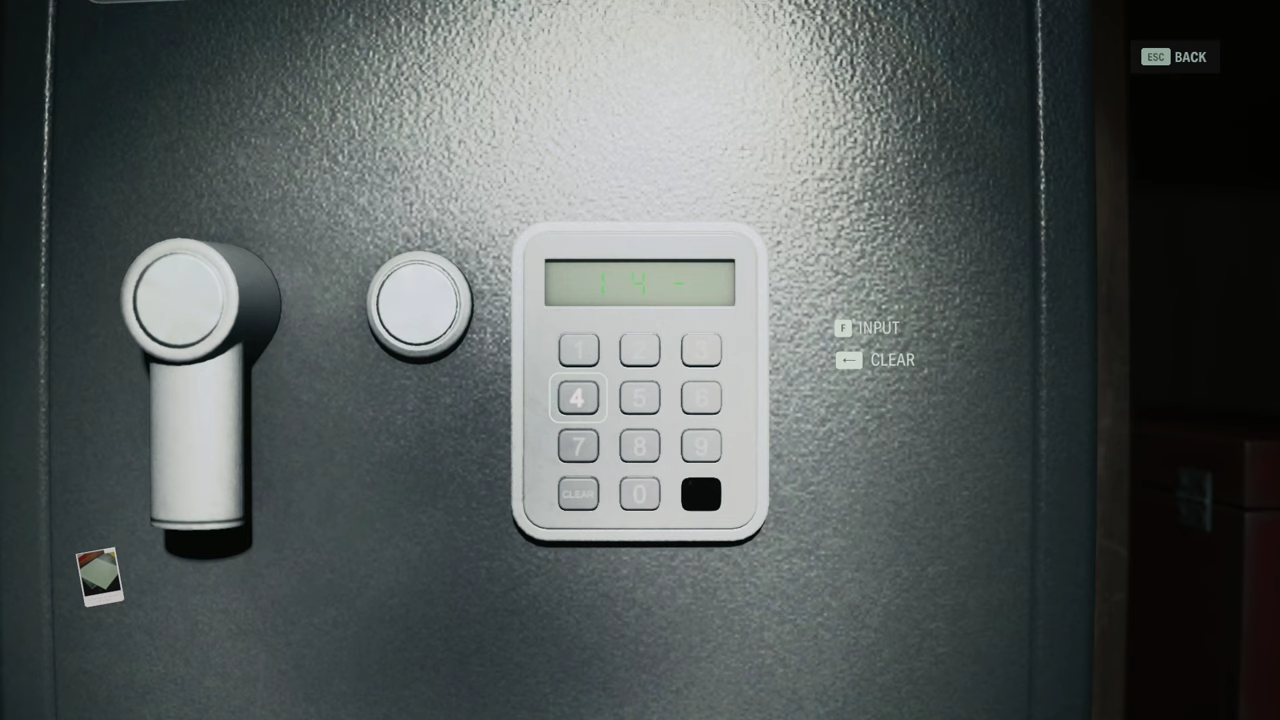 ESC BACK
1 4 -
1 2 3
F INPUT
← CLEAR
4 5 6
7 8 9
CLEAR 0